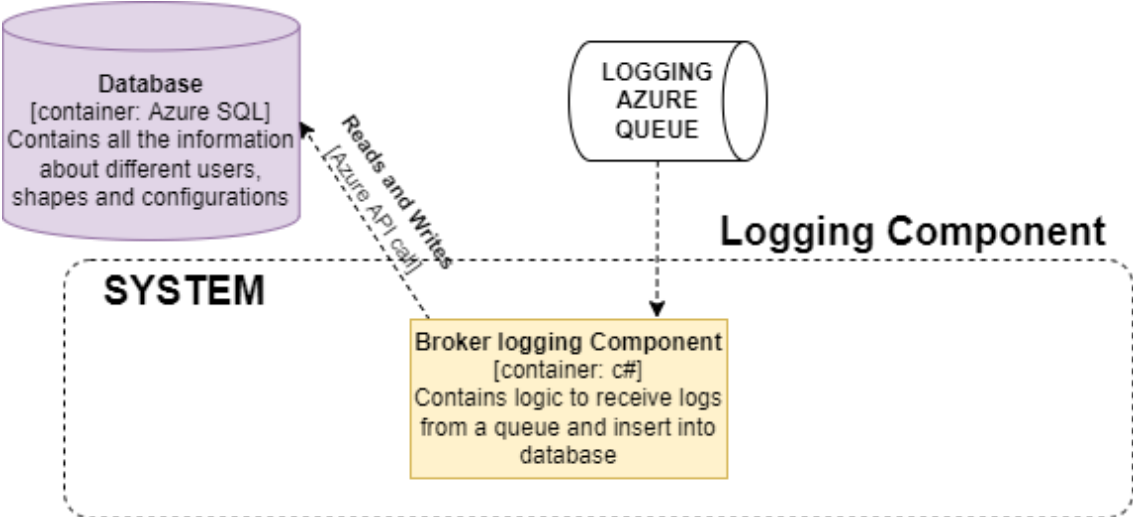 Database
[container: Azure SQL]
Contains all the information
about different users,
shapes and configurations
Reads and Writes
[Azure API call]
LOGGING
AZURE
QUEUE
Logging Component
SYSTEM
Broker logging Component
[container: c#]
Contains logic to receive logs
from a queue and insert into
database